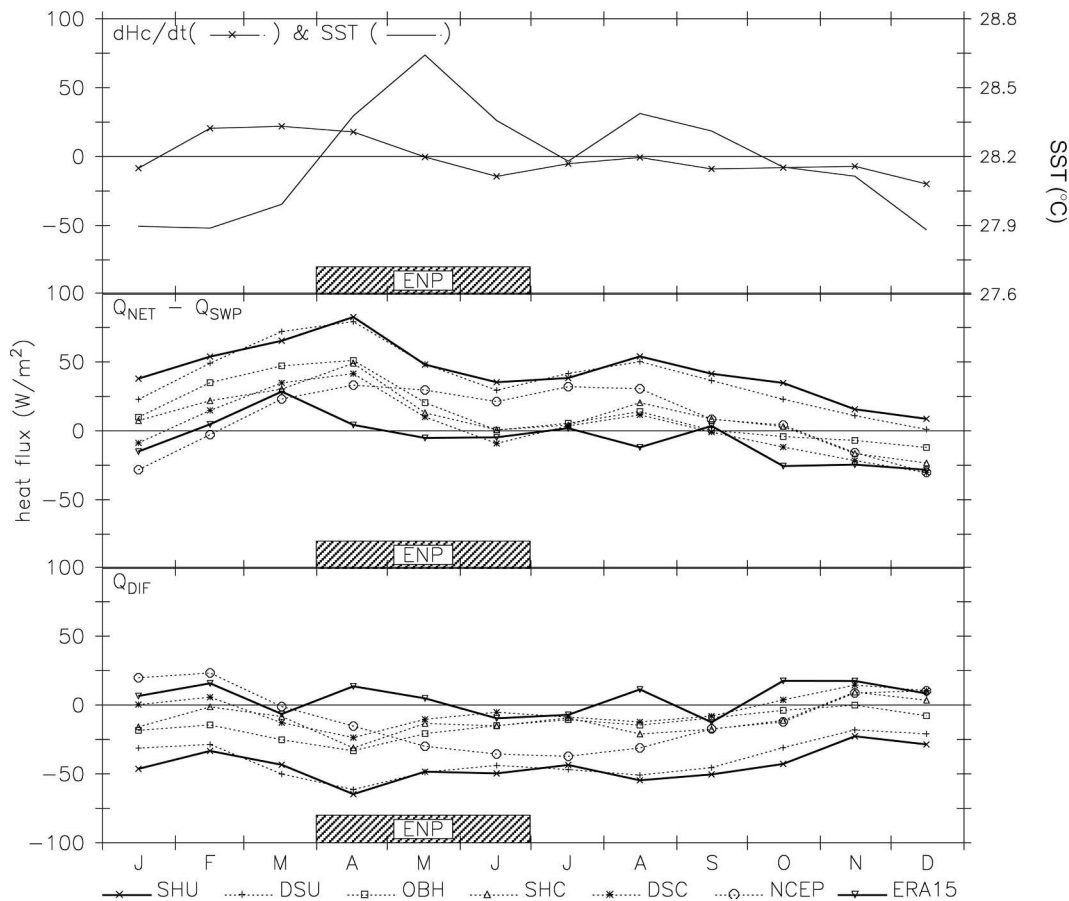 100
28.8
dHc/dt( ) & SST ( )
50
28.5
0
28.2
-50
27.9
ENP
100
27.6
SST (°C)
Q_NET - Q_SWP
50
0
-50
ENP
100
heat flux (W/m²)
Q_DIF
50
0
-50
ENP
-100
J F M A M J J A S O N D
SHU DSU OBH SHC DSC NCEP ERA15